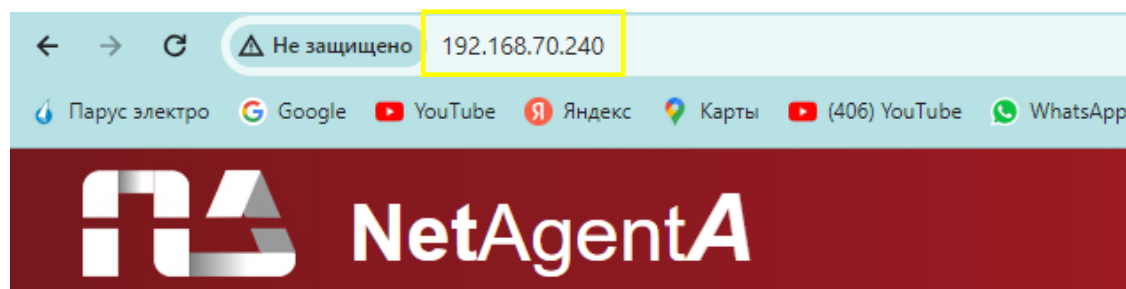 Не защищено 192.168.70.240
Парус электро Google YouTube Яндекс Карты (406) YouTube WhatsApp
NetAgentA